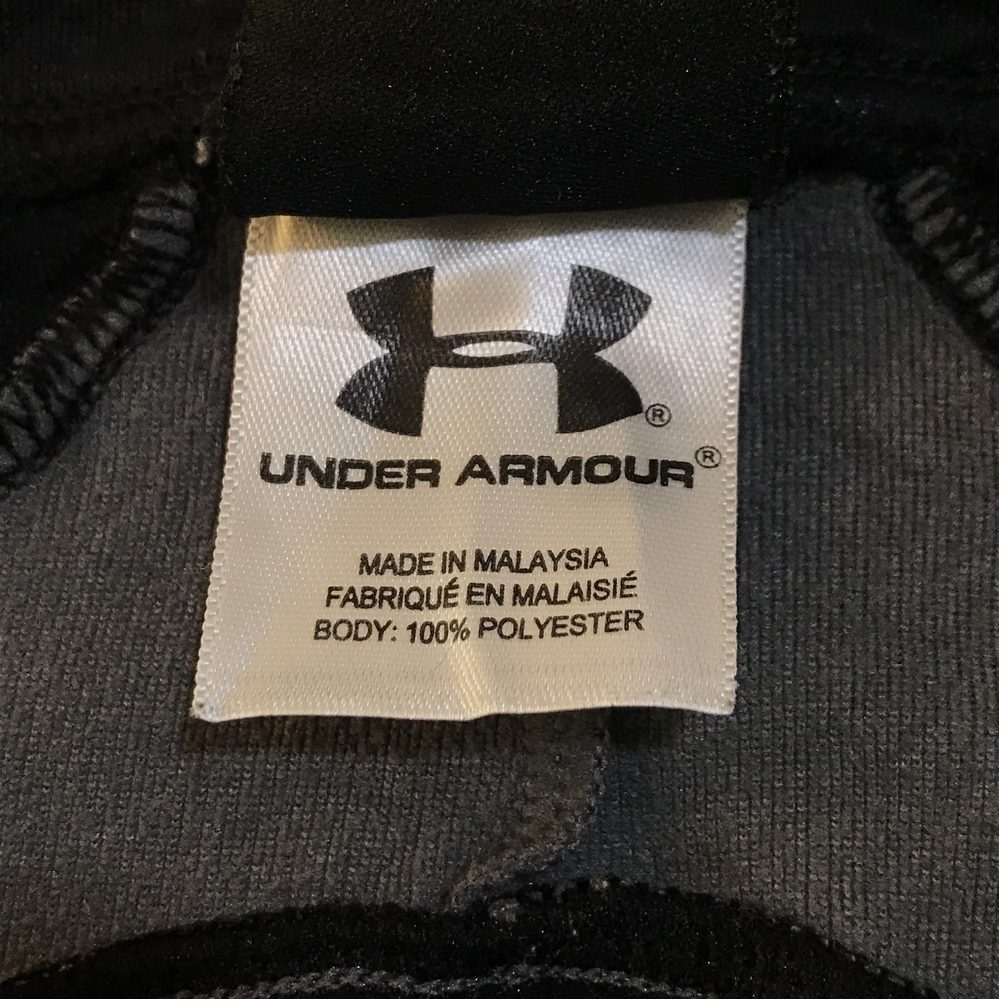 ®
UNDER ARMOUR®
MADE IN MALAYSIA
FABRIQUÉ EN MALAISIÉ
BODY: 100% POLYESTER